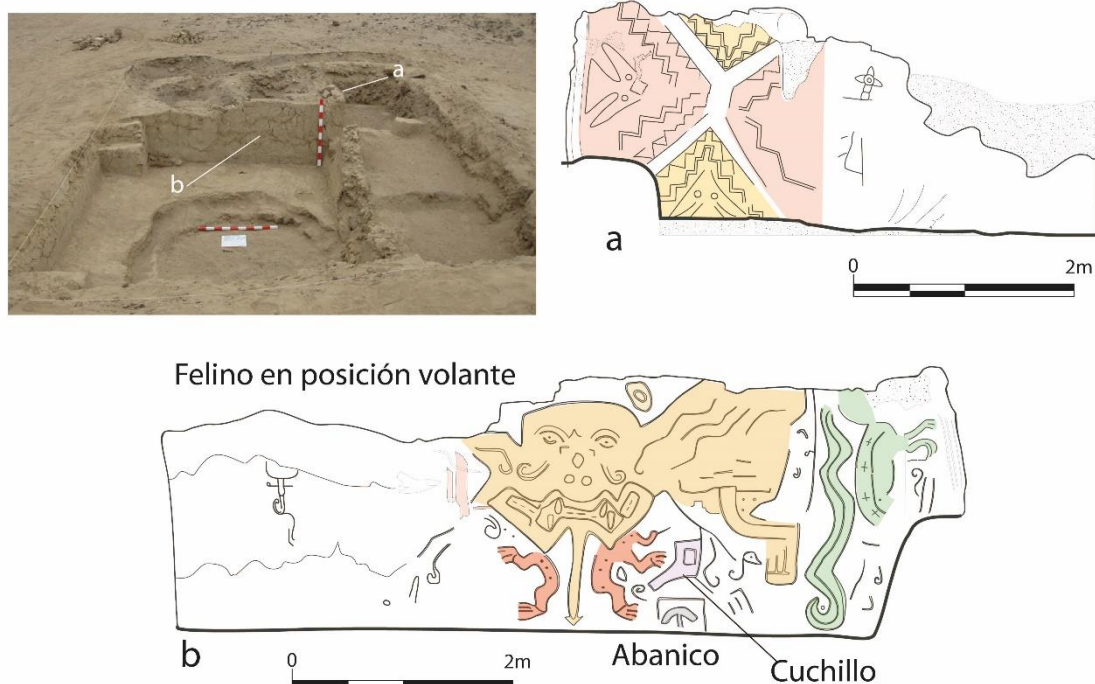 a
b
a
0 2m
Felino en posición volante
b
0 2m
Abanico
Cuchillo